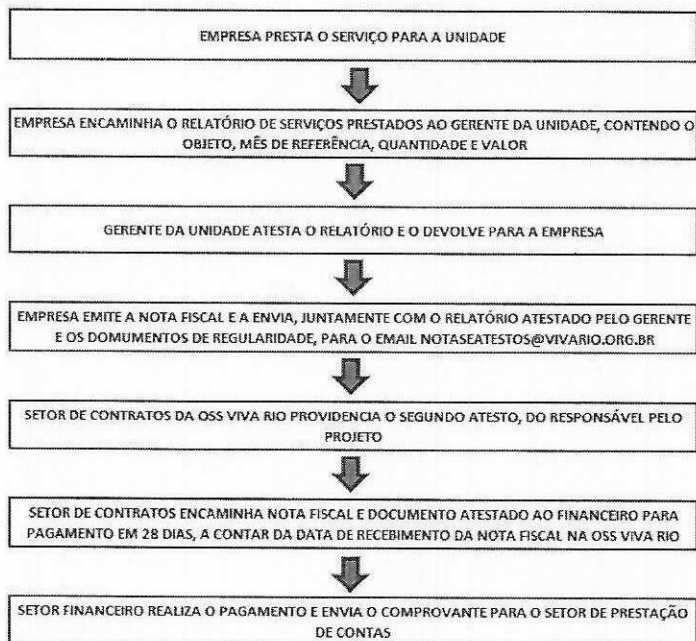 EMPRESA PRESTA O SERVIÇO PARA A UNIDADE
EMPRESA ENCAMINHA O RELATÓRIO DE SERVIÇOS PRESTADOS AO GERENTE DA UNIDADE, CONTENDO O
OBJETO, MÊS DE REFERÊNCIA, QUANTIDADE E VALOR
GERENTE DA UNIDADE ATESTA O RELATÓRIO E O DEVOLVE PARA A EMPRESA
EMPRESA EMITE A NOTA FISCAL E A ENVIA, JUNTAMENTE COM O RELATÓRIO ATESTADO PELO GERENTE
E OS DOMUMENTOS DE REGULARIDADE, PARA O EMAIL NOTASEATESTOS@VIVARIO.ORG.BR
SETOR DE CONTRATOS DA OSS VIVA RIO PROVIDENCIA O SEGUNDO ATESTO, DO RESPONSÁVEL PELO
PROJETO
SETOR DE CONTRATOS ENCAMINHA NOTA FISCAL E DOCUMENTO ATESTADO AO FINANCEIRO PARA
PAGAMENTO EM 28 DIAS, A CONTAR DA DATA DE RECEBIMENTO DA NOTA FISCAL NA OSS VIVA RIO
SETOR FINANCEIRO REALIZA O PAGAMENTO E ENVIA O COMPROVANTE PARA O SETOR DE PRESTAÇÃO
DE CONTAS